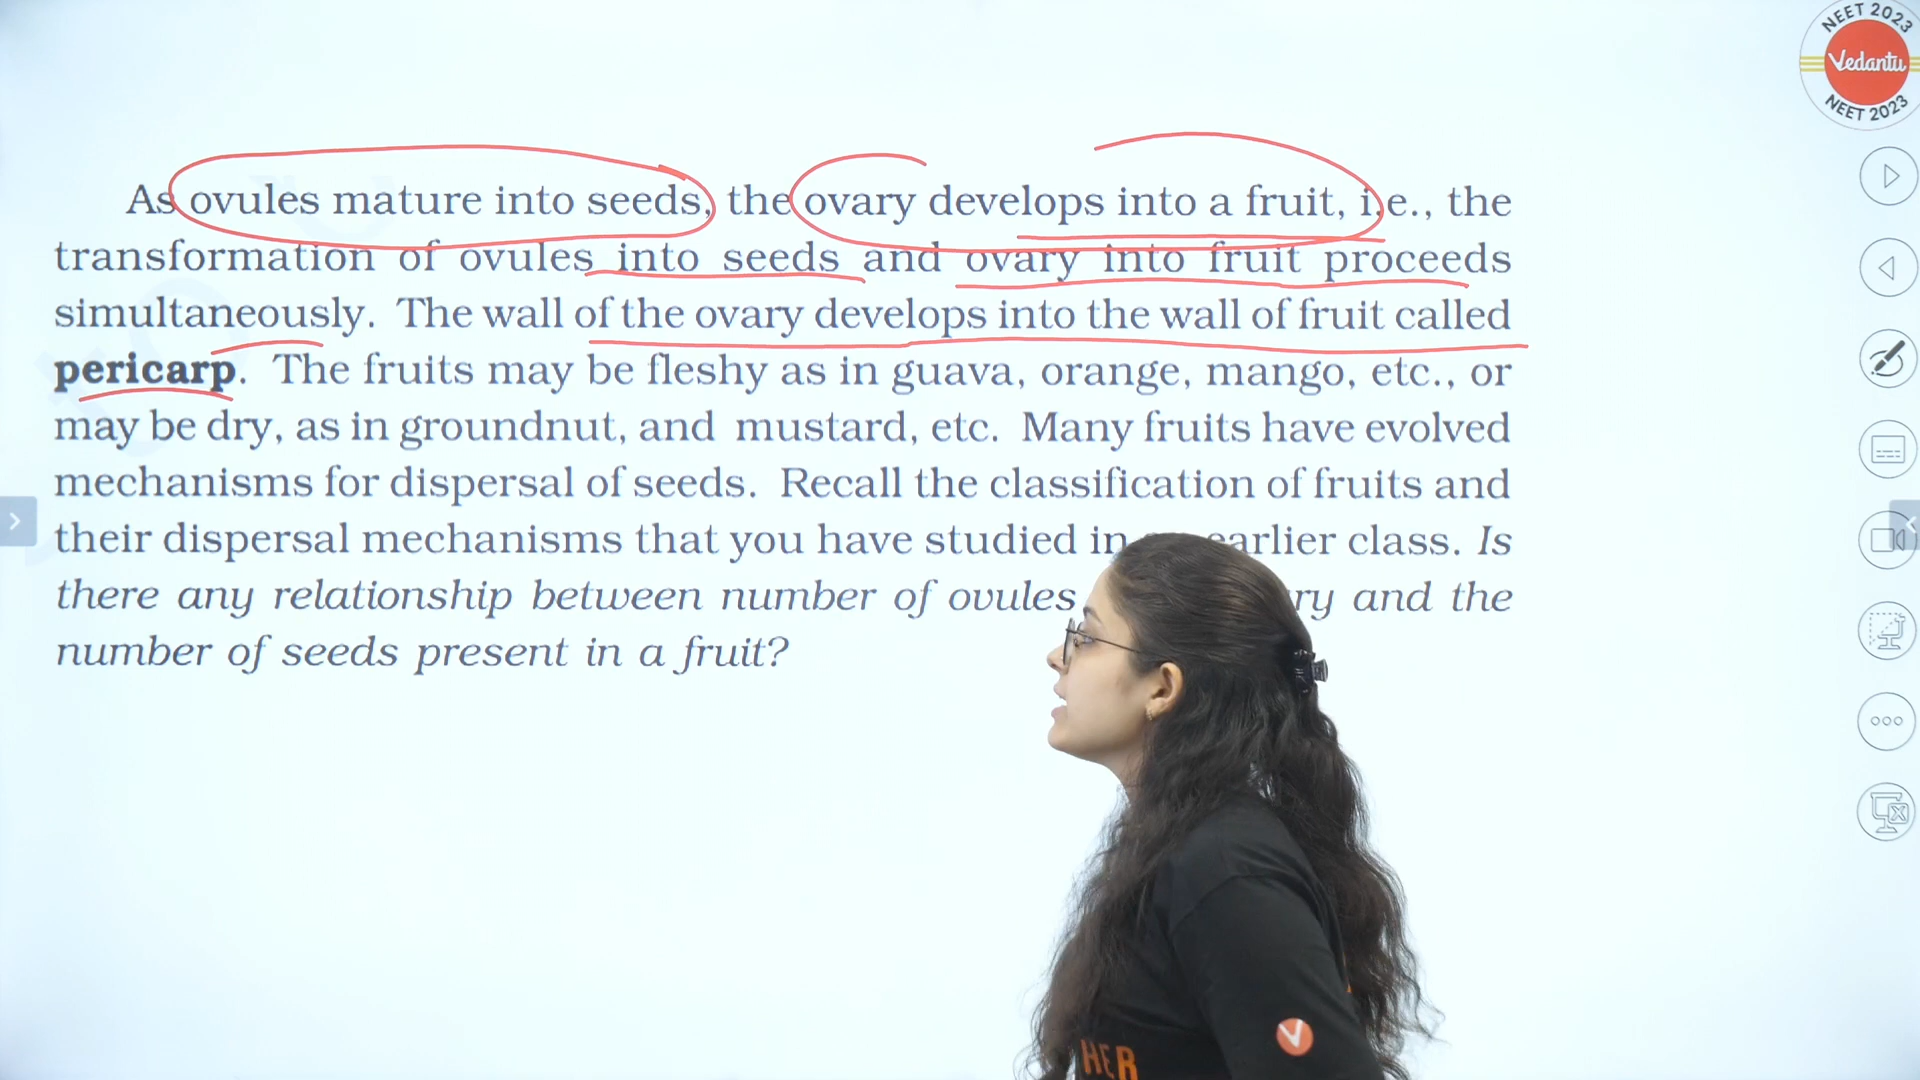 NEET 2023
Vedantu
NEET 2023
As ovules mature into seeds, the ovary develops into a fruit, i.e., the
transformation of ovules into seeds and ovary into fruit proceeds
simultaneously. The wall of the ovary develops into the wall of fruit called
pericarp. The fruits may be fleshy as in guava, orange, mango, etc., or
may be dry, as in groundnut, and mustard, etc. Many fruits have evolved
mechanisms for dispersal of seeds. Recall the classification of fruits and
their dispersal mechanisms that you have studied in earlier class. Is
there any relationship between number of ovules and the
number of seeds present in a fruit?
V